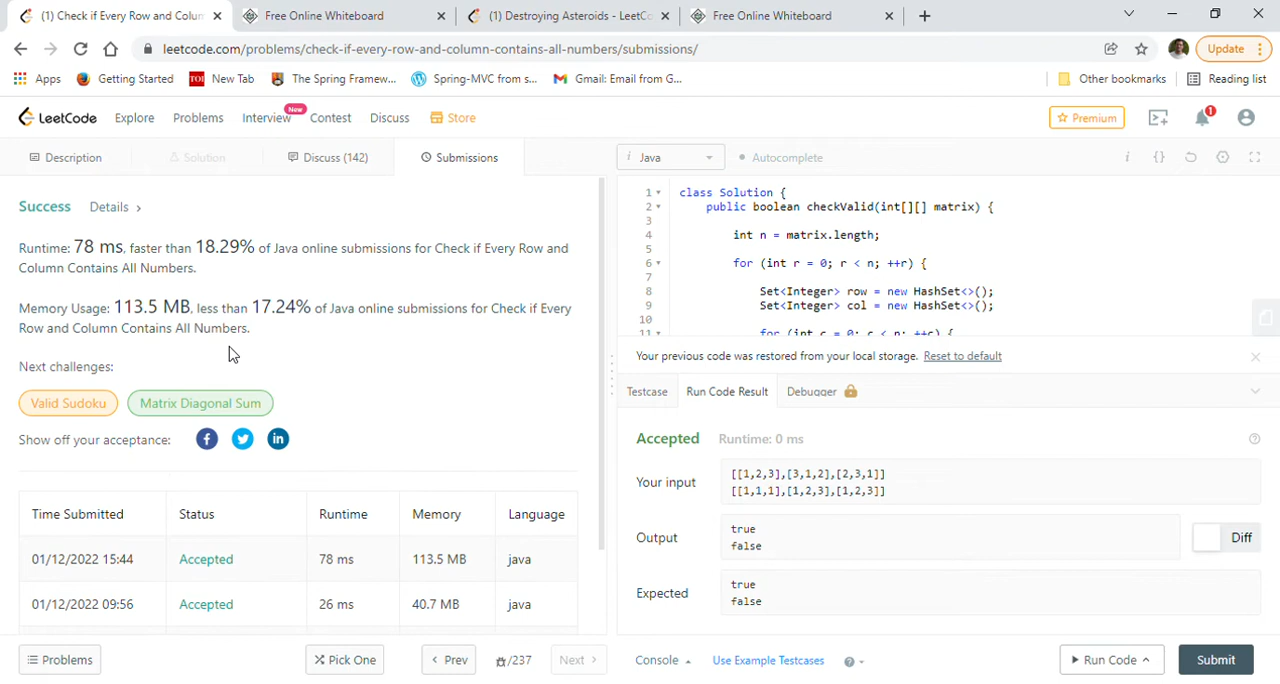 (1) Check if Every Row and Colum
Free Online Whiteboard
(1) Destroying Asteroids - LeetCo
Free Online Whiteboard
leetcode.com/problems/check-if-every-row-and-column-contains-all-numbers/submissions/
Update
Apps
Getting Started
New Tab
The Spring Framew...
Spring-MVC from s...
Gmail: Email from G...
Other bookmarks
Reading list
LeetCode
Explore
Problems
Interview
New
Contest
Discuss
Store
Premium
1
Description
Solution
Discuss (142)
Submissions
i Java
Autocomplete
Success
Details >
Runtime: 78 ms, faster than 18.29% of Java online submissions for Check if Every Row and
Column Contains All Numbers.
Memory Usage: 113.5 MB, less than 17.24% of Java online submissions for Check if Every
Row and Column Contains All Numbers.
Next challenges:
Valid Sudoku
Matrix Diagonal Sum
Show off your acceptance:
Time Submitted Status Runtime Memory Language
01/12/2022 15:44 Accepted 78 ms 113.5 MB java
01/12/2022 09:56 Accepted 26 ms 40.7 MB java
1 class Solution {
2 public boolean checkValid(int[][] matrix) {
3
4 int n = matrix.length;
5
6 for (int r = 0; r < n; ++r) {
7
8 Set<Integer> row = new HashSet<>();
9 Set<Integer> col = new HashSet<>();
10
11 for (int c = 0; c < n; ++c) {
Your previous code was restored from your local storage. Reset to default
Testcase
Run Code Result
Debugger
Accepted
Runtime: 0 ms
Your input
[[1,2,3],[3,1,2],[2,3,1]]
[[1,1,1],[1,2,3],[1,2,3]]
Output
true
false
Diff
Expected
true
false
Problems
Pick One
< Prev
/237
Next >
Console
Use Example Testcases
Run Code
Submit